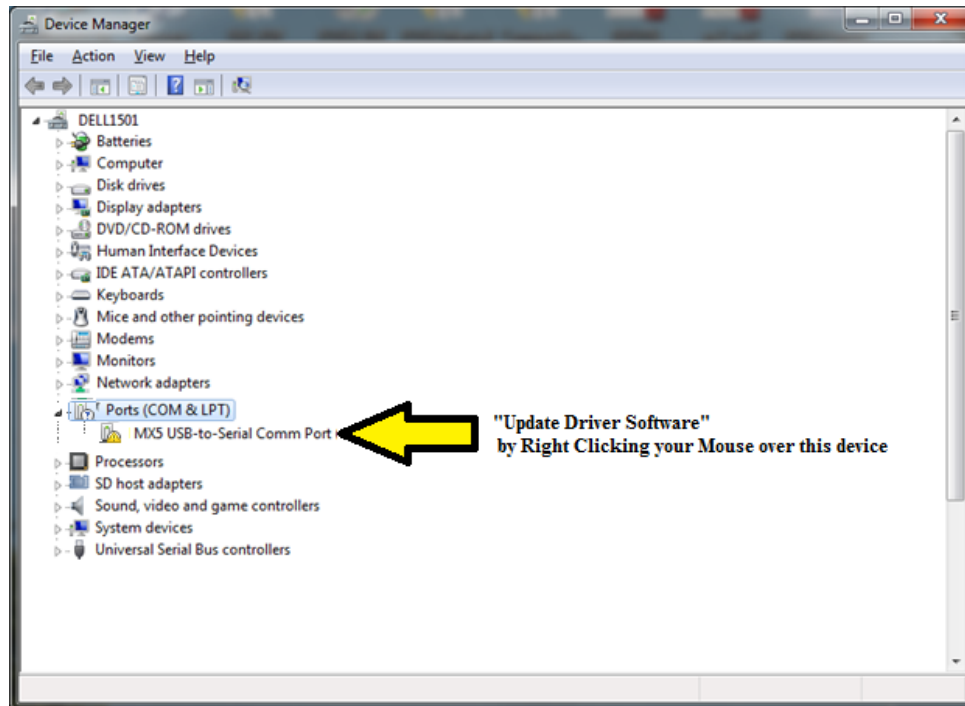 Device Manager
File Action View Help
DELL1501
Batteries
Computer
Disk drives
Display adapters
DVD/CD-ROM drives
Human Interface Devices
IDE ATA/ATAPI controllers
Keyboards
Mice and other pointing devices
Modems
Monitors
Network adapters
Ports (COM & LPT)
MX5 USB-to-Serial Comm Port
"Update Driver Software"
by Right Clicking your Mouse over this device
Processors
SD host adapters
Sound, video and game controllers
System devices
Universal Serial Bus controllers